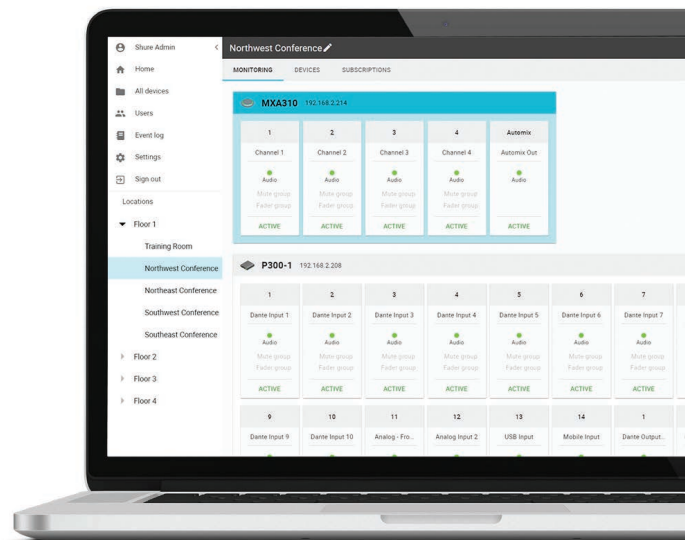 Shure Admin <
Home
All devices
Users
Event log
Settings
Sign out
Locations
Floor 1
Training Room
Northwest Conference
Northeast Conference
Southwest Conference
Southeast Conference
Floor 2
Floor 3
Floor 4
Northwest Conference
MONITORING DEVICES SUBSCRIPTIONS
MXA310 192.168.2.214
1 2 3 4 Automix
Channel 1 Channel 2 Channel 3 Channel 4 Automix Out
Audio Audio Audio Audio Audio
Mute group Mute group Mute group Mute group
Fader group Fader group Fader group Fader group
ACTIVE ACTIVE ACTIVE ACTIVE ACTIVE
P300-1 192.168.2.208
1 2 3 4 5 6 7
Dante Input 1 Dante Input 2 Dante Input 3 Dante Input 4 Dante Input 5 Dante Input 6 Dante Input 7
Audio Audio Audio Audio Audio Audio Audio
Mute group Mute group Mute group Mute group Mute group Mute group Mute group
Fader group Fader group Fader group Fader group Fader group Fader group Fader group
ACTIVE ACTIVE ACTIVE ACTIVE ACTIVE ACTIVE ACTIVE
9 10 11 12 13 14 1
Dante Input 9 Dante Input 10 Analog - Fro... Analog Input 2 USB Input Mobile Input Dante Output...